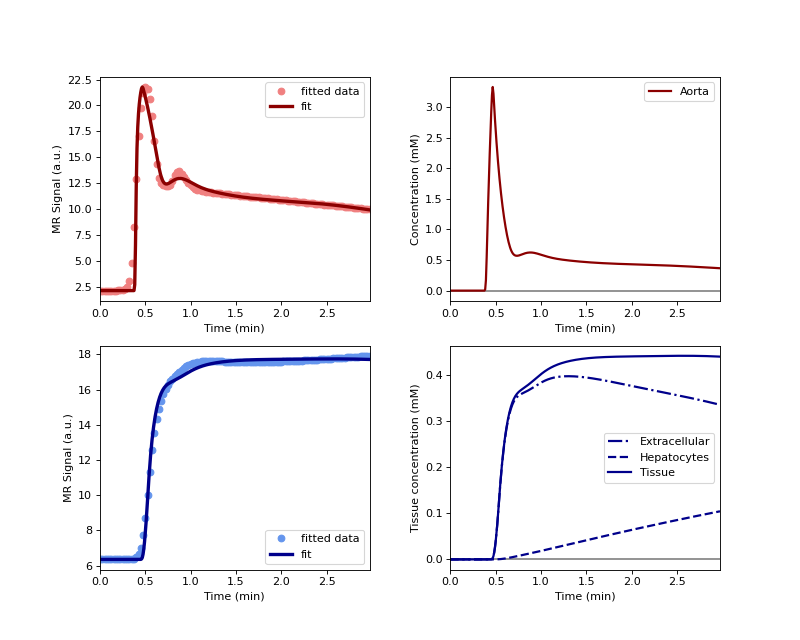 22.5
20.0
17.5
15.0
12.5
10.0
7.5
5.0
2.5
MR Signal (a.u.)
fitted data
fit
0.0 0.5 1.0 1.5 2.0 2.5
Time (min)
3.0
2.5
2.0
1.5
1.0
0.5
0.0
Concentration (mM)
Aorta
0.0 0.5 1.0 1.5 2.0 2.5
Time (min)
18
16
14
12
10
8
6
MR Signal (a.u.)
fitted data
fit
0.0 0.5 1.0 1.5 2.0 2.5
Time (min)
0.4
0.3
0.2
0.1
0.0
Tissue concentration (mM)
Extracellular
Hepatocytes
Tissue
0.0 0.5 1.0 1.5 2.0 2.5
Time (min)